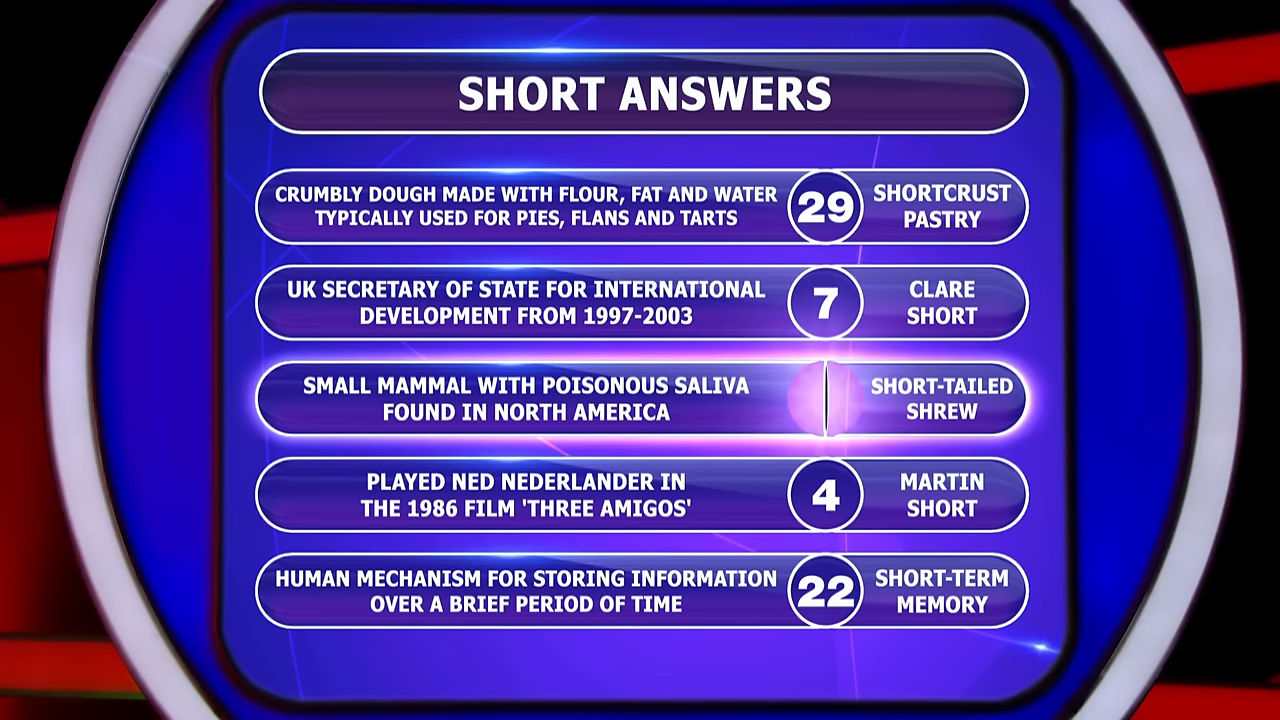 SHORT ANSWERS
CRUMBLY DOUGH MADE WITH FLOUR, FAT AND WATER
TYPICALLY USED FOR PIES, FLANS AND TARTS
29
SHORTCRUST
PASTRY
UK SECRETARY OF STATE FOR INTERNATIONAL
DEVELOPMENT FROM 1997-2003
7
CLARE
SHORT
SMALL MAMMAL WITH POISONOUS SALIVA
FOUND IN NORTH AMERICA
SHORT-TAILED
SHREW
PLAYED NED NEDERLANDER IN
THE 1986 FILM 'THREE AMIGOS'
4
MARTIN
SHORT
HUMAN MECHANISM FOR STORING INFORMATION
OVER A BRIEF PERIOD OF TIME
22
SHORT-TERM
MEMORY